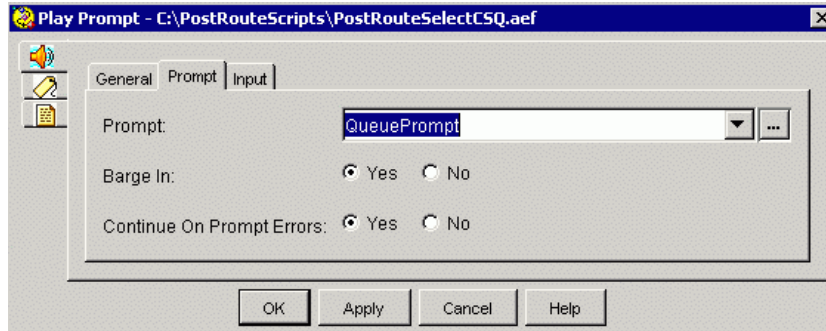 Play Prompt - C:\PostRouteScripts\PostRouteSelectCSQ.aef
General Prompt Input
Prompt: QueuePrompt ...
Barge In: Yes No
Continue On Prompt Errors: Yes No
OK Apply Cancel Help